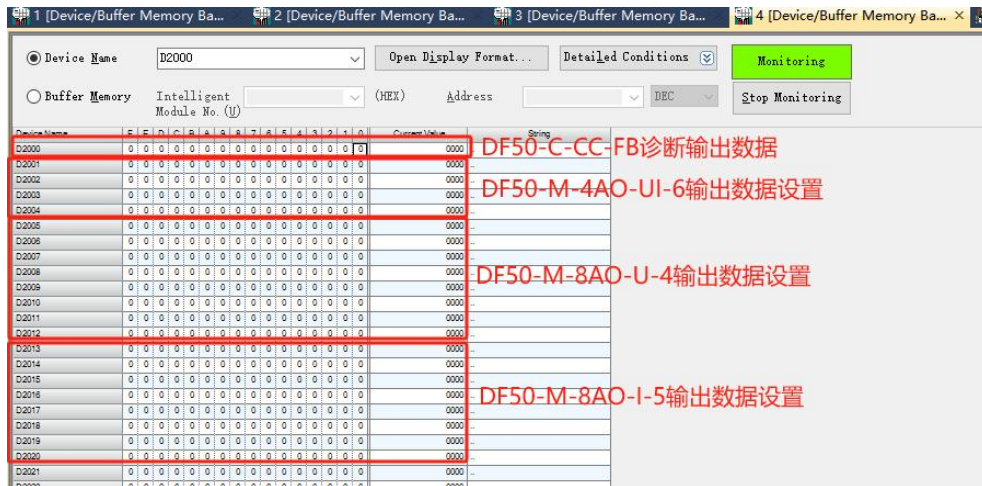 1 [Device/Buffer Memory Ba... 2 [Device/Buffer Memory Ba... 3 [Device/Buffer Memory Ba... 4 [Device/Buffer Memory Ba... ×
Device Name D2000 Open Display Format... Detailed Conditions Monitoring
Buffer Memory Intelligent Module No. (U) (HEX) Address DEC Stop Monitoring
Device Name F E D C B A 9 8 7 6 5 4 3 2 1 0 Current Value String
D2000 0 0 0 0 0 0 0 0 0 0 0 0 0 0 0 0 0000 .. DF50-C-CC-FB诊断输出数据
D2001 0 0 0 0 0 0 0 0 0 0 0 0 0 0 0 0 0000 ..
D2002 0 0 0 0 0 0 0 0 0 0 0 0 0 0 0 0 0000 ..
DF50-M-4AO-UI-6输出数据设置
D2003 0 0 0 0 0 0 0 0 0 0 0 0 0 0 0 0 0000 ..
D2004 0 0 0 0 0 0 0 0 0 0 0 0 0 0 0 0 0000 ..
D2005 0 0 0 0 0 0 0 0 0 0 0 0 0 0 0 0 0000 ..
D2006 0 0 0 0 0 0 0 0 0 0 0 0 0 0 0 0 0000 ..
D2007 0 0 0 0 0 0 0 0 0 0 0 0 0 0 0 0 0000 ..
D2008 0 0 0 0 0 0 0 0 0 0 0 0 0 0 0 0 0000 ..
DF50-M-8AO-U-4输出数据设置
D2009 0 0 0 0 0 0 0 0 0 0 0 0 0 0 0 0 0000 ..
D2010 0 0 0 0 0 0 0 0 0 0 0 0 0 0 0 0 0000 ..
D2011 0 0 0 0 0 0 0 0 0 0 0 0 0 0 0 0 0000 ..
D2012 0 0 0 0 0 0 0 0 0 0 0 0 0 0 0 0 0000 ..
D2013 0 0 0 0 0 0 0 0 0 0 0 0 0 0 0 0 0000 ..
D2014 0 0 0 0 0 0 0 0 0 0 0 0 0 0 0 0 0000 ..
D2015 0 0 0 0 0 0 0 0 0 0 0 0 0 0 0 0 0000 ..
D2016 0 0 0 0 0 0 0 0 0 0 0 0 0 0 0 0 0000 ..
DF50-M-8AO-I-5输出数据设置
D2017 0 0 0 0 0 0 0 0 0 0 0 0 0 0 0 0 0000 ..
D2018 0 0 0 0 0 0 0 0 0 0 0 0 0 0 0 0 0000 ..
D2019 0 0 0 0 0 0 0 0 0 0 0 0 0 0 0 0 0000 ..
D2020 0 0 0 0 0 0 0 0 0 0 0 0 0 0 0 0 0000 ..
D2021 0 0 0 0 0 0 0 0 0 0 0 0 0 0 0 0 0000 ..